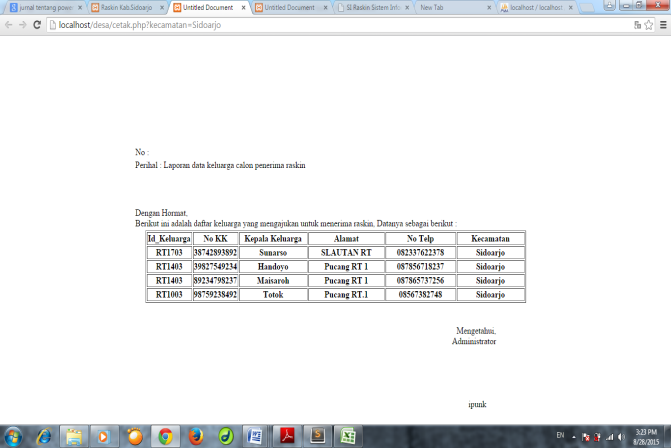 jurnal tentang powe
Raskin Kab.Sidoarjo
Untitled Document
Untitled Document
SI Raskin Sistem Info
New Tab
localhost / localhost
localhost/desa/cetak.php?kecamatan=Sidoarjo
No :
Perihal : Laporan data keluarga calon penerima raskin
Dengan Hormat,
Berikut ini adalah daftar keluarga yang mengajukan untuk menerima raskin, Datanya sebagai berikut :
Id_Keluarga No KK Kepala Keluarga Alamat No Telp Kecamatan
RT1703 38742893892 Sunarso SLAUTAN RT 082337622378 Sidoarjo
RT1403 39827549234 Handoyo Pucang RT 1 087856718237 Sidoarjo
RT1403 89234798237 Maisaroh Pucang RT 1 087865737256 Sidoarjo
RT1003 98759238492 Totok Pucang RT.1 08567382748 Sidoarjo
Mengetahui,
Administrator
ipunk
EN
3:23 PM
8/28/2015